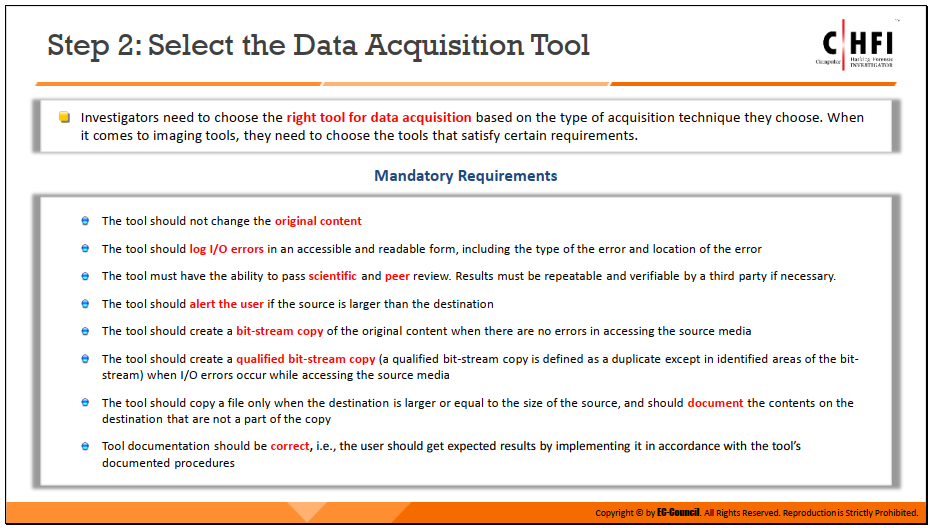 Step 2: Select the Data Acquisition Tool
CHFI
Computer Hacking Forensic
INVESTIGATOR
Investigators need to choose the right tool for data acquisition based on the type of acquisition technique they choose. When
it comes to imaging tools, they need to choose the tools that satisfy certain requirements.
Mandatory Requirements
The tool should not change the original content
The tool should log I/O errors in an accessible and readable form, including the type of the error and location of the error
The tool must have the ability to pass scientific and peer review. Results must be repeatable and verifiable by a third party if necessary.
The tool should alert the user if the source is larger than the destination
The tool should create a bit-stream copy of the original content when there are no errors in accessing the source media
The tool should create a qualified bit-stream copy (a qualified bit-stream copy is defined as a duplicate except in identified areas of the bit-
stream) when I/O errors occur while accessing the source media
The tool should copy a file only when the destination is larger or equal to the size of the source, and should document the contents on the
destination that are not a part of the copy
Tool documentation should be correct, i.e., the user should get expected results by implementing it in accordance with the tool's
documented procedures
Copyright © by EC-Council. All Rights Reserved. Reproduction is Strictly Prohibited.